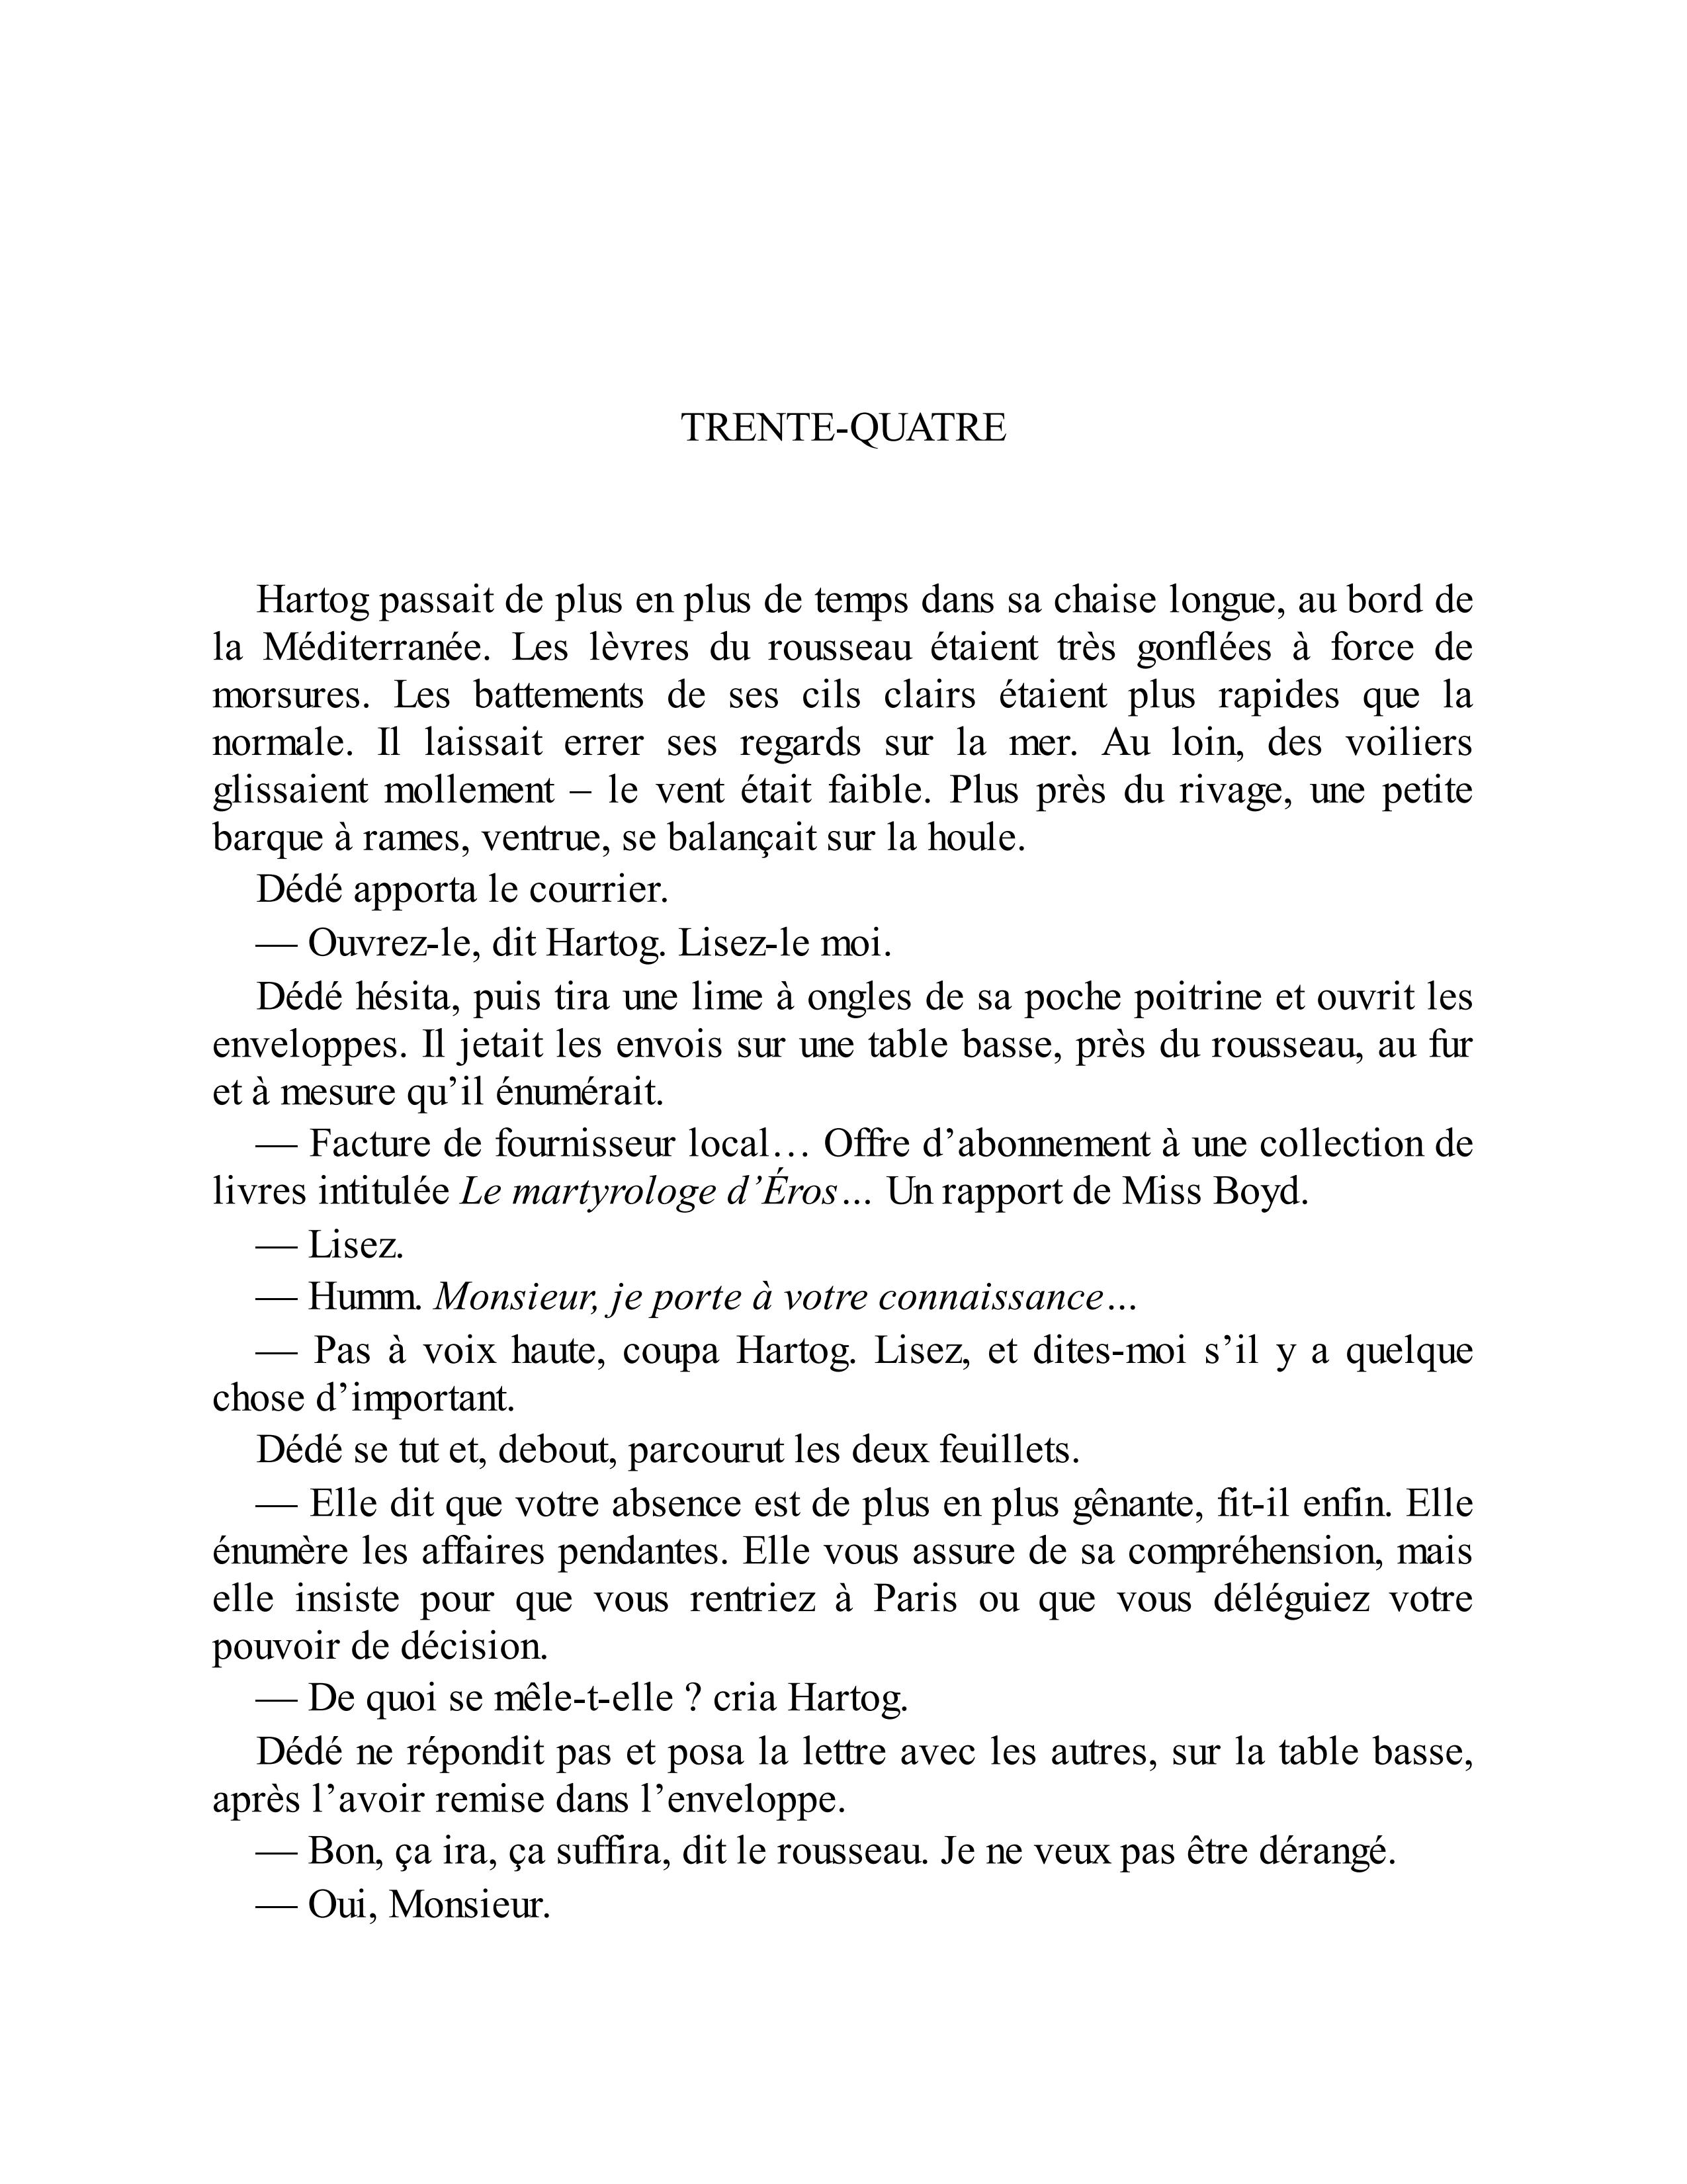 TRENTE-QUATRE
Hartog passait de plus en plus de temps dans sa chaise longue, au bord de
la Méditerranée. Les lèvres du rousseau étaient très gonflées à force de
morsures. Les battements de ses cils clairs étaient plus rapides que la
normale. Il laissait errer ses regards sur la mer. Au loin, des voiliers
glissaient mollement – le vent était faible. Plus près du rivage, une petite
barque à rames, ventrue, se balançait sur la houle.
Dédé apporta le courrier.
— Ouvrez-le, dit Hartog. Lisez-le moi.
Dédé hésita, puis tira une lime à ongles de sa poche poitrine et ouvrit les
enveloppes. Il jetait les envois sur une table basse, près du rousseau, au fur
et à mesure qu’il énumérait.
— Facture de fournisseur local… Offre d’abonnement à une collection de
livres intitulée Le martyrologe d’Éros… Un rapport de Miss Boyd.
— Lisez.
— Humm. Monsieur, je porte à votre connaissance…
— Pas à voix haute, coupa Hartog. Lisez, et dites-moi s’il y a quelque
chose d’important.
Dédé se tut et, debout, parcourut les deux feuillets.
— Elle dit que votre absence est de plus en plus gênante, fit-il enfin. Elle
énumère les affaires pendantes. Elle vous assure de sa compréhension, mais
elle insiste pour que vous rentriez à Paris ou que vous déléguiez votre
pouvoir de décision.
— De quoi se mêle-t-elle ? cria Hartog.
Dédé ne répondit pas et posa la lettre avec les autres, sur la table basse,
après l’avoir remise dans l’enveloppe.
— Bon, ça ira, ça suffira, dit le rousseau. Je ne veux pas être dérangé.
— Oui, Monsieur.